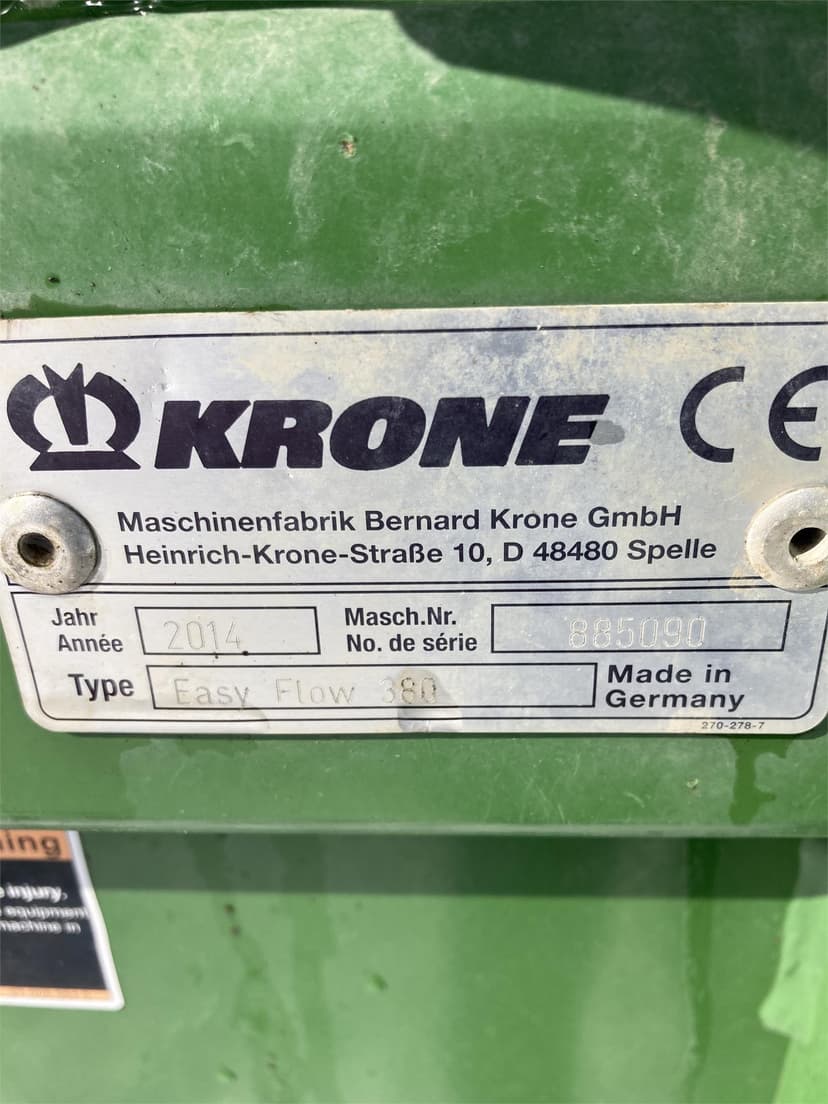 KRONE CE
Maschinenfabrik Bernard Krone GmbH
Heinrich-Krone-Straße 10, D 48480 Spelle
Jahr
Année
2014
Masch.Nr.
No. de série
885090
Type
Easy Flow 380
Made in
Germany
270-278-7
ning
injury.
equipment
machine in